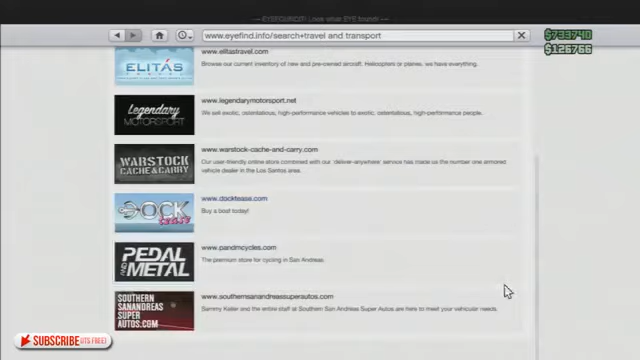 EYEFINDINFO! Look what EYE found!
www.eyefind.info/search+travel and transport
$733740
$126766
ELITÁS
TRAVEL
www.elitastravel.com
Browse our current inventory of new and pre-owned aircraft. Helicopters or planes, we have everything.
Legendary
MOTORSPORT
www.legendarymotorsport.net
We sell exotic, ostentatious, high-performance vehicles to exotic, ostentatious, high-performance people.
WARSTOCK
CACHE & CARRY
www.warstock-cache-and-carry.com
Our user-friendly online store combined with our 'deliver-anywhere' service has made us the number one armored
vehicle dealer in the Los Santos area.
DOCK
tease
www.docktease.com
Buy a boat today!
PEDAL
AND METAL
www.pandmcycles.com
The premium store for cycling in San Andreas.
SOUTHERN
SANANDREAS
SUPER
AUTOS.COM
www.southernsanandreassuperautos.com
Sammy Keller and the entire staff at Southern San Andreas Super Autos are here to meet your vehicular needs.
SUBSCRIBE (ITS FREE!)